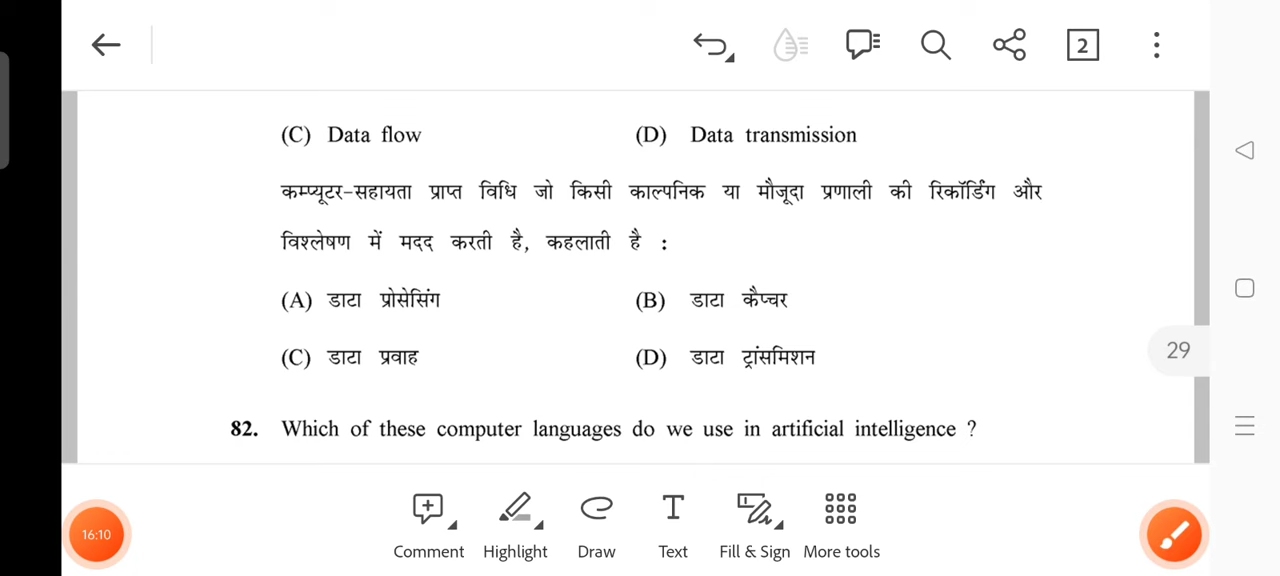 2
(C) Data flow (D) Data transmission
कम्प्यूटर-सहायता प्राप्त विधि जो किसी काल्पनिक या मौजूदा प्रणाली की रिकॉर्डिंग और
विश्लेषण में मदद करती है, कहलाती है :
(A) डाटा प्रोसेसिंग (B) डाटा कैप्चर
(C) डाटा प्रवाह (D) डाटा ट्रांसमिशन
29
82. Which of these computer languages do we use in artificial intelligence ?
16:10
Comment Highlight Draw Text Fill & Sign More tools